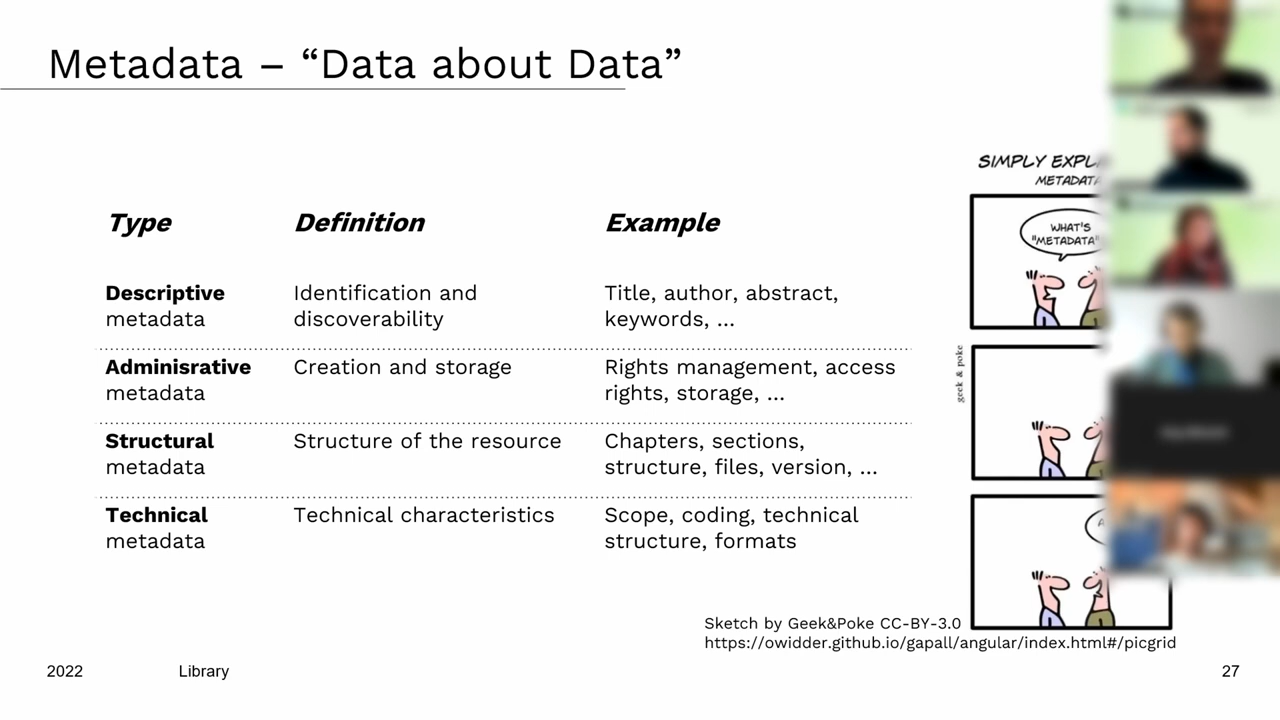 Metadata – “Data about Data”
Type Definition Example
Descriptive metadata
Identification and discoverability
Title, author, abstract, keywords, ...
Adminisrative metadata
Creation and storage
Rights management, access rights, storage, ...
Structural metadata
Structure of the resource
Chapters, sections, structure, files, version, ...
Technical metadata
Technical characteristics
Scope, coding, technical structure, formats
SIMPLY
METADATA
WHAT'S
"METADATA"
geek & poke
Sketch by Geek&Poke CC-BY-3.0
https://owidder.github.io/gapall/angular/index.html#/picgrid
2022 Library 27